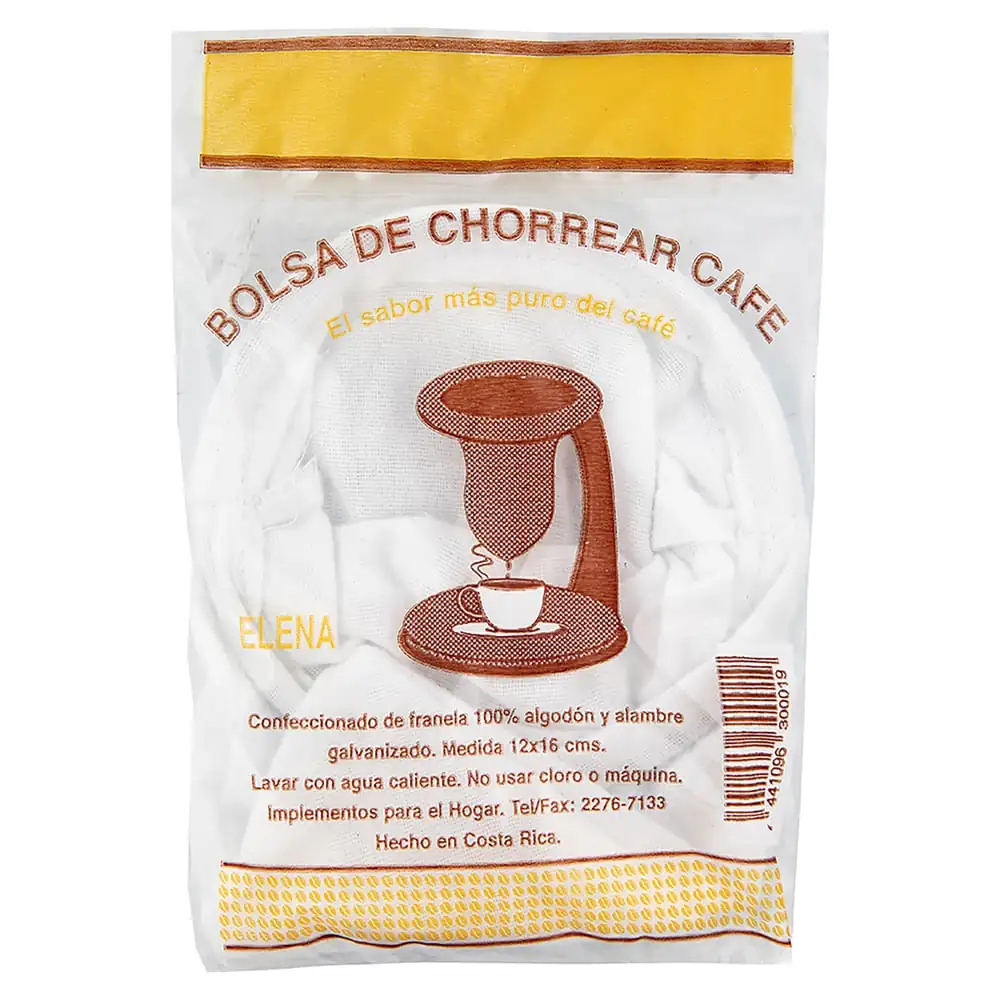 BOLSA DE CHORREAR CAFE
El sabor más puro del café
ELENA
Confeccionado de franela 100% algodón y alambre
galvanizado. Medida 12x16 cms.
Lavar con agua caliente. No usar cloro o máquina.
Implementos para el Hogar. Tel/Fax: 2276-7133
Hecho en Costa Rica.
441096 300019